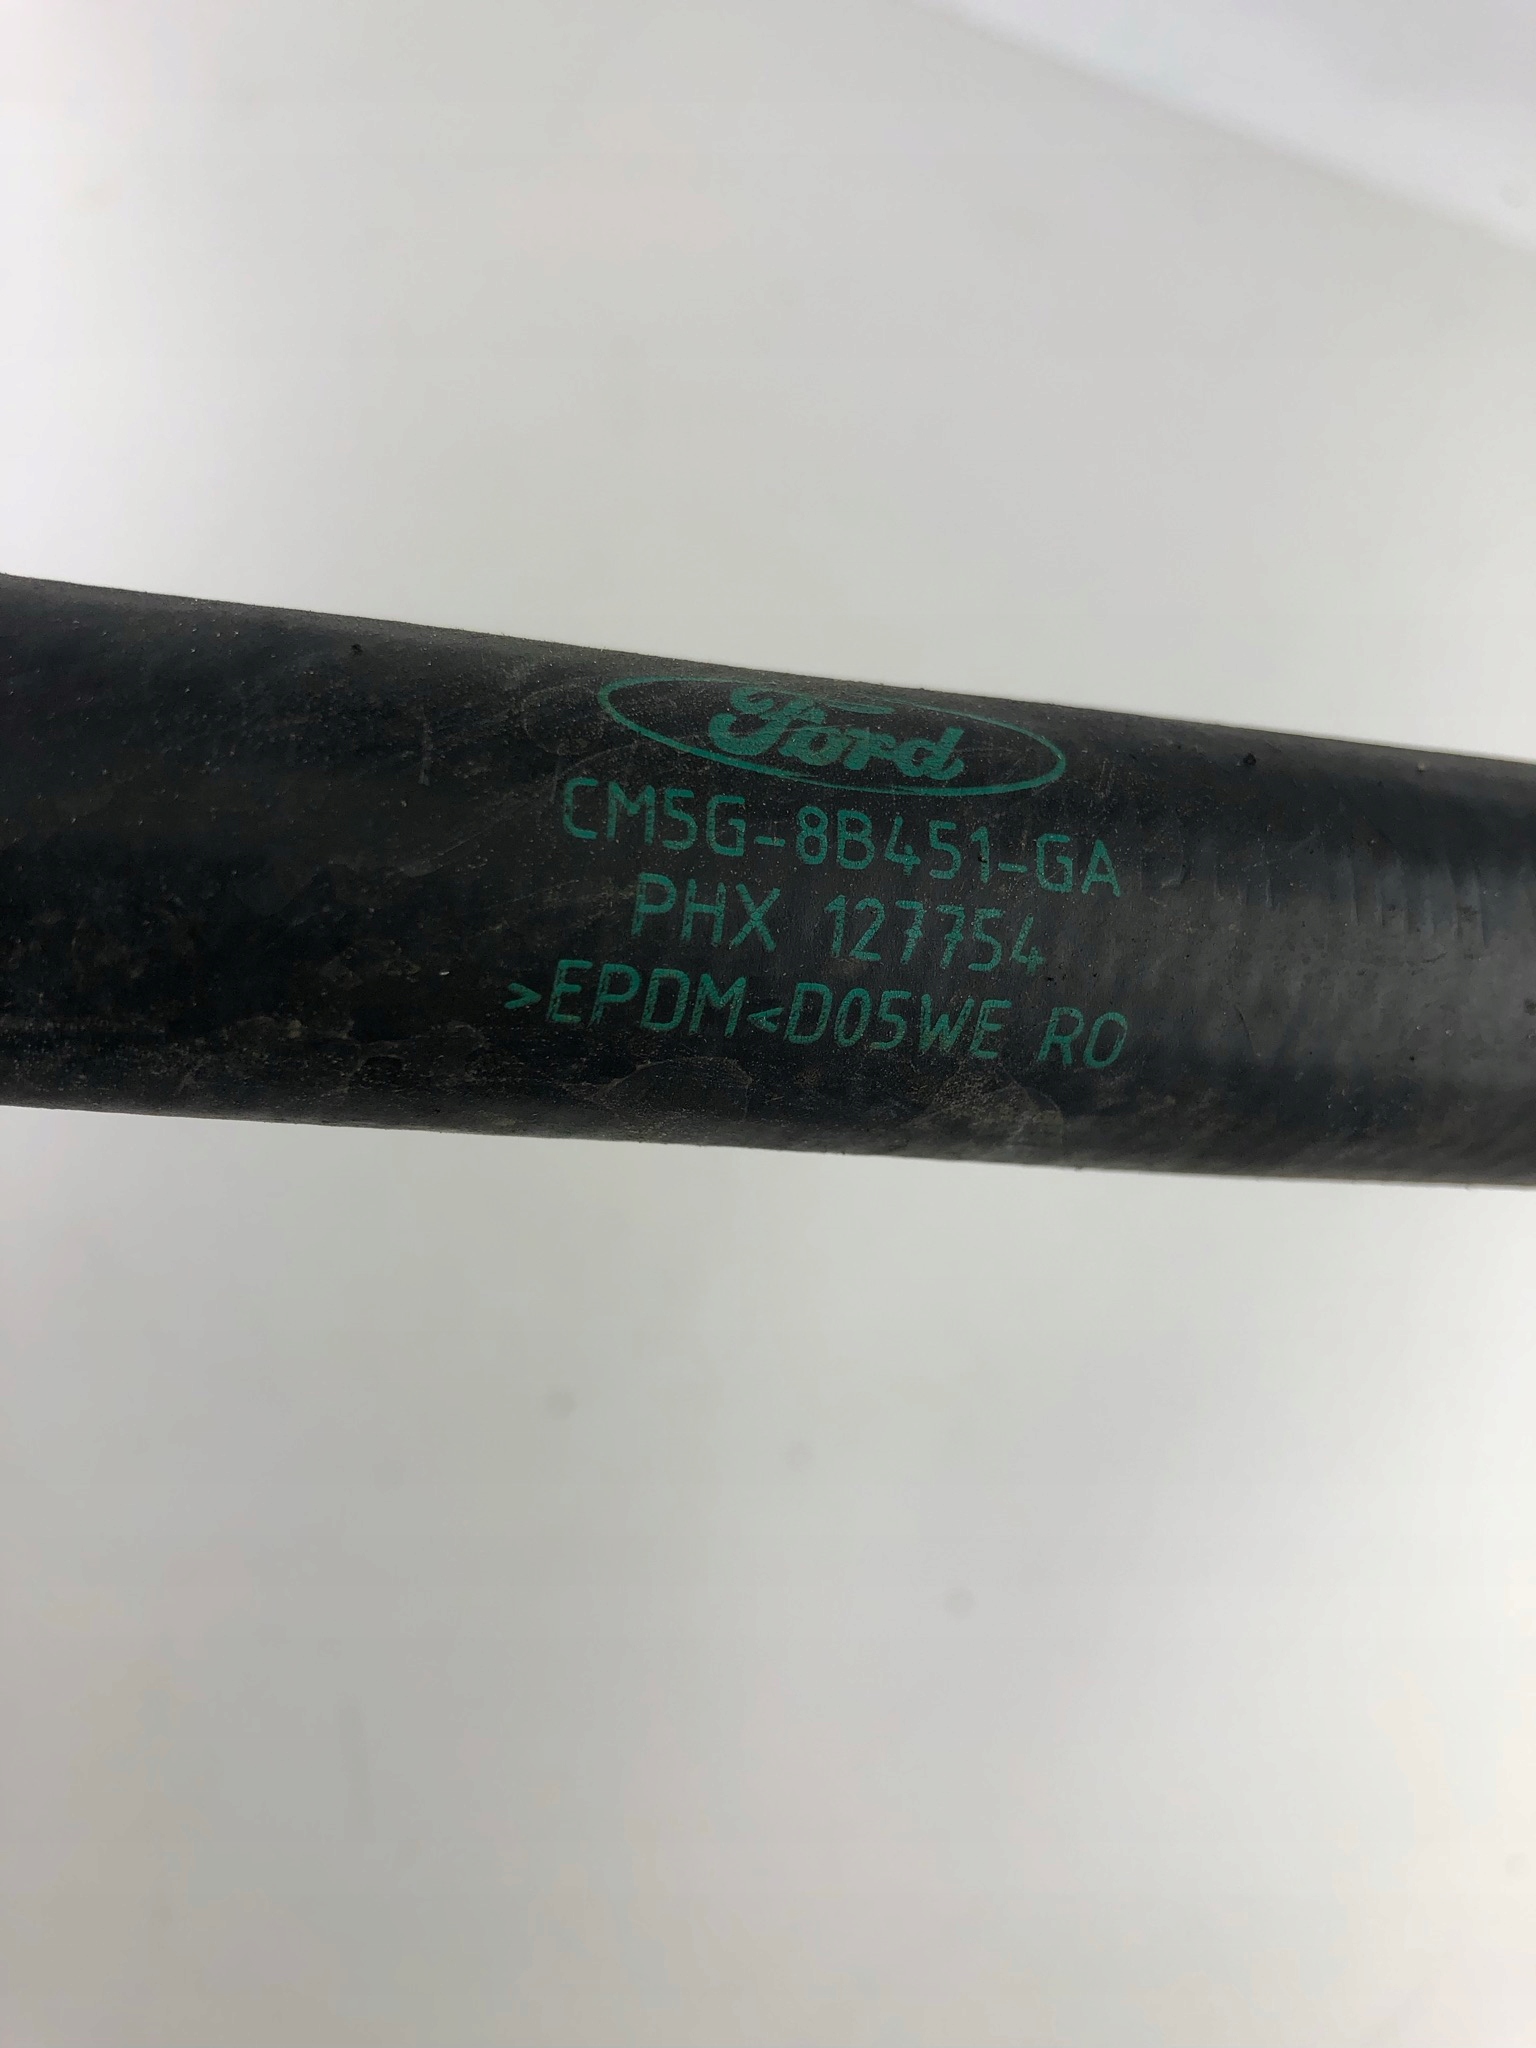 Ford
CM5G-8B451-GA
PHX 127754
>EPDM<D05WE RO